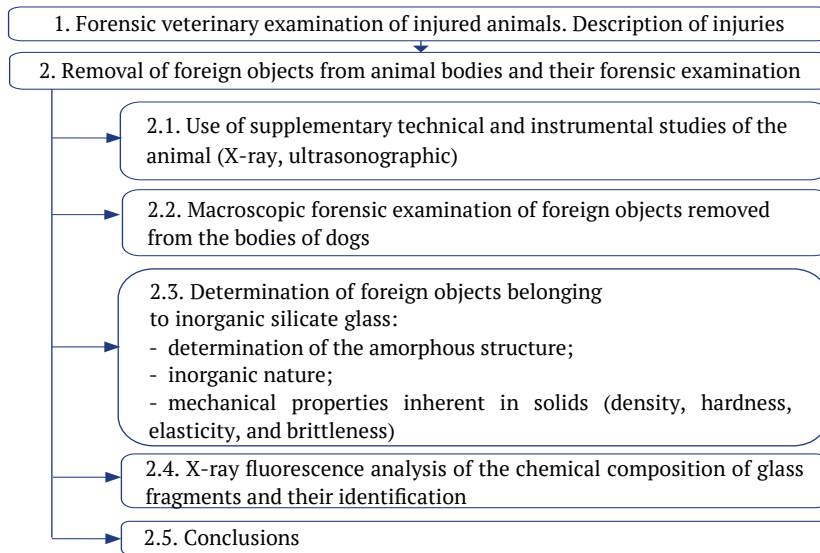 1. Forensic veterinary examination of injured animals. Description of injuries
2. Removal of foreign objects from animal bodies and their forensic examination
2.1. Use of supplementary technical and instrumental studies of the
animal (X-ray, ultrasonographic)
2.2. Macroscopic forensic examination of foreign objects removed
from the bodies of dogs
2.3. Determination of foreign objects belonging
to inorganic silicate glass:
- determination of the amorphous structure;
- inorganic nature;
- mechanical properties inherent in solids (density, hardness,
elasticity, and brittleness)
2.4. X-ray fluorescence analysis of the chemical composition of glass
fragments and their identification
2.5. Conclusions